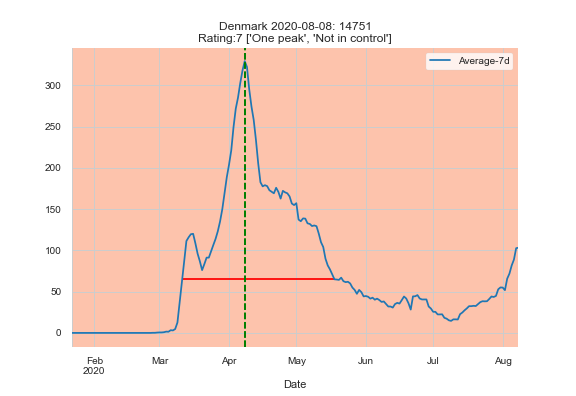 Denmark 2020-08-08: 14751
Rating:7 ['One peak', 'Not in control']
Average-7d
300
250
200
150
100
50
0
Feb
2020
Mar
Apr
May
Jun
Jul
Aug
Date